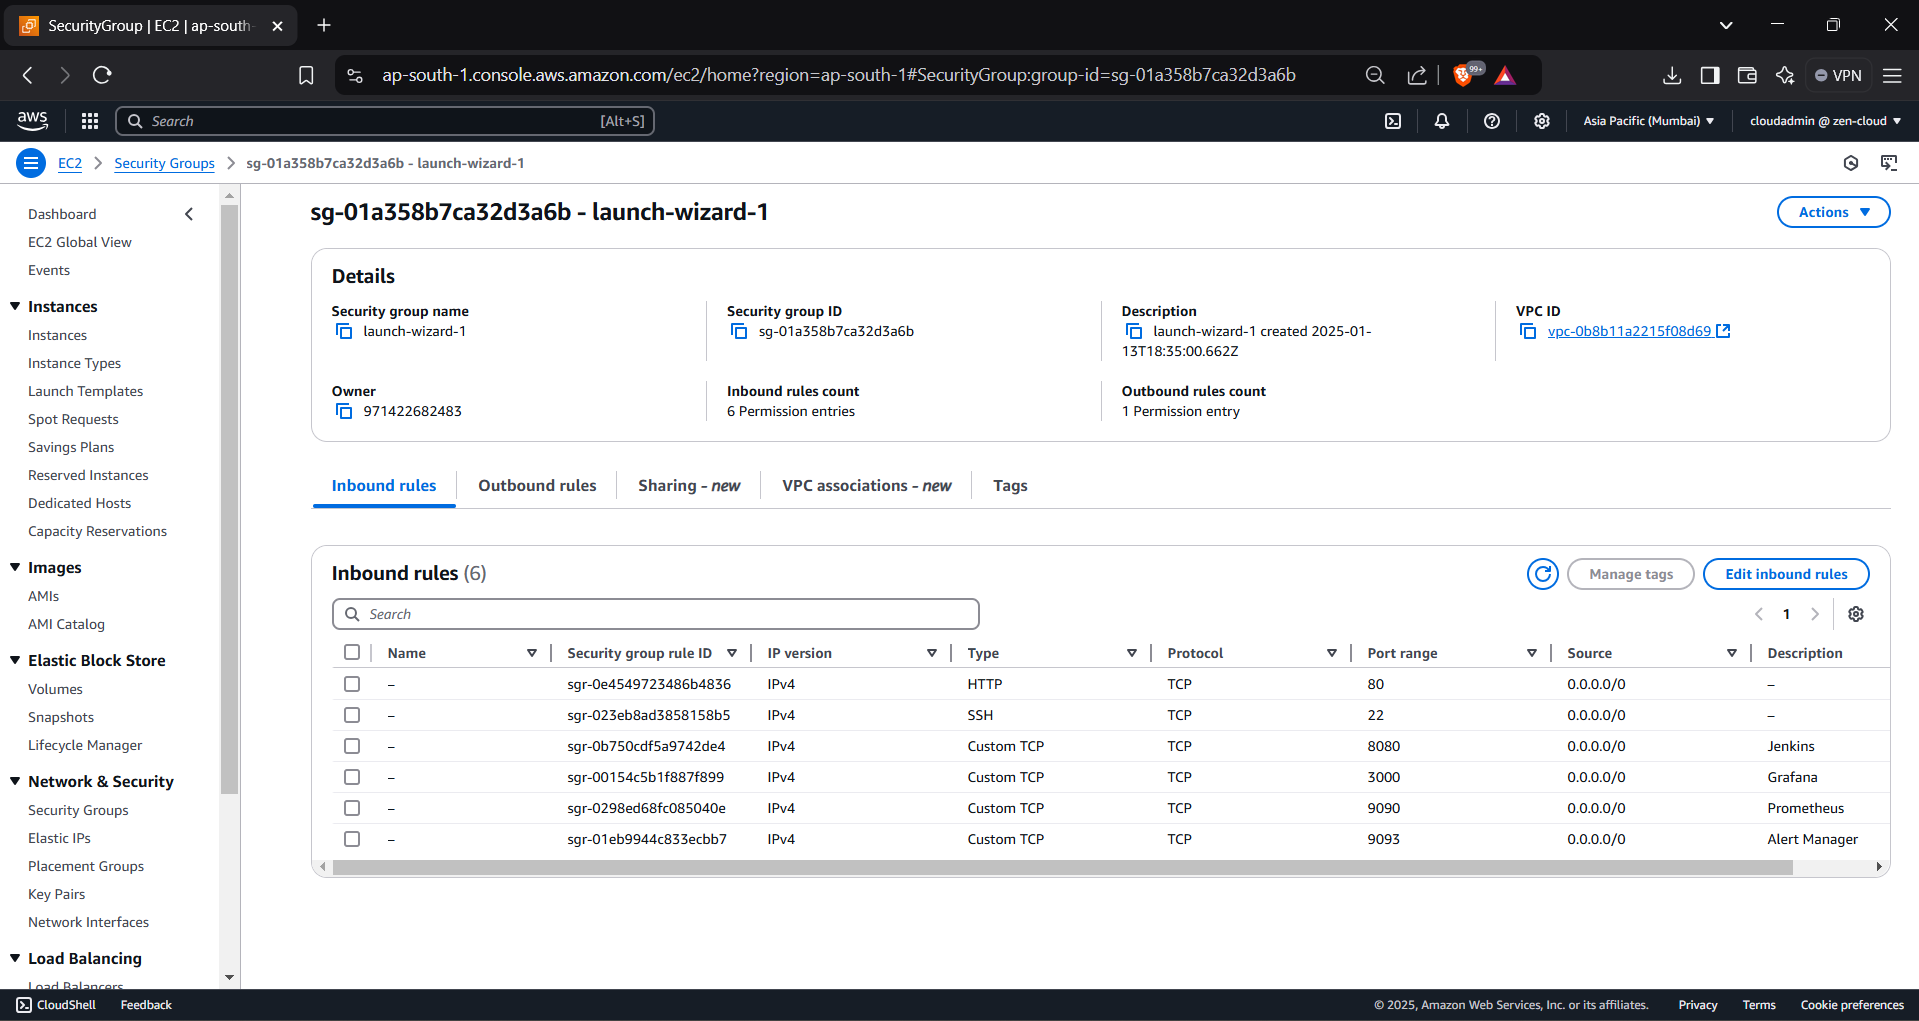 SecurityGroup | EC2 | ap-south-
ap-south-1.console.aws.amazon.com/ec2/home?region=ap-south-1#SecurityGroup:group-id=sg-01a358b7ca32d3a6b
99+
VPN
aws
Search [Alt+S]
Asia Pacific (Mumbai)
cloudadmin @ zen-cloud
EC2 > Security Groups > sg-01a358b7ca32d3a6b - launch-wizard-1
Dashboard
EC2 Global View
Events
Instances
Instances
Instance Types
Launch Templates
Spot Requests
Savings Plans
Reserved Instances
Dedicated Hosts
Capacity Reservations
Images
AMIs
AMI Catalog
Elastic Block Store
Volumes
Snapshots
Lifecycle Manager
Network & Security
Security Groups
Elastic IPs
Placement Groups
Key Pairs
Network Interfaces
Load Balancing
Load Balancers
sg-01a358b7ca32d3a6b - launch-wizard-1
Actions
Details
Security group name
launch-wizard-1
Security group ID
sg-01a358b7ca32d3a6b
Description
launch-wizard-1 created 2025-01-
13T18:35:00.662Z
VPC ID
vpc-0b8b11a2215f08d69
Owner
971422682483
Inbound rules count
6 Permission entries
Outbound rules count
1 Permission entry
Inbound rules
Outbound rules
Sharing - new
VPC associations - new
Tags
Inbound rules (6)
Manage tags
Edit inbound rules
Search
1
Name Security group rule ID IP version Type Protocol Port range Source Description
– sgr-0e4549723486b4836 IPv4 HTTP TCP 80 0.0.0.0/0 –
– sgr-023eb8ad3858158b5 IPv4 SSH TCP 22 0.0.0.0/0 –
– sgr-0b750cdf5a9742de4 IPv4 Custom TCP TCP 8080 0.0.0.0/0 Jenkins
– sgr-00154c5b1f887f899 IPv4 Custom TCP TCP 3000 0.0.0.0/0 Grafana
– sgr-0298ed68fc085040e IPv4 Custom TCP TCP 9090 0.0.0.0/0 Prometheus
– sgr-01eb9944c833ecbb7 IPv4 Custom TCP TCP 9093 0.0.0.0/0 Alert Manager
CloudShell
Feedback
© 2025, Amazon Web Services, Inc. or its affiliates.
Privacy
Terms
Cookie preferences